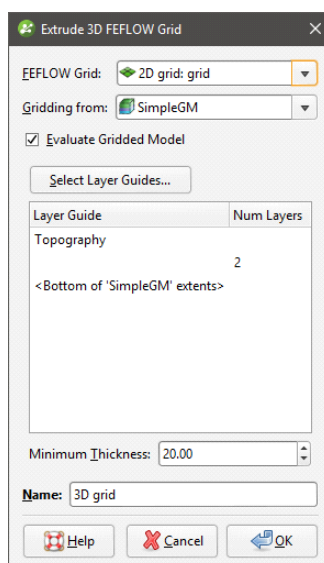 Extrude 3D FEFLOW Grid
FEFLOW Grid: 2D grid: grid
Gridding from: SimpleGM
Evaluate Gridded Model
Select Layer Guides...
Layer Guide Num Layers
Topography
2
<Bottom of 'SimpleGM' extents>
Minimum Thickness: 20.00
Name: 3D grid
Help Cancel OK